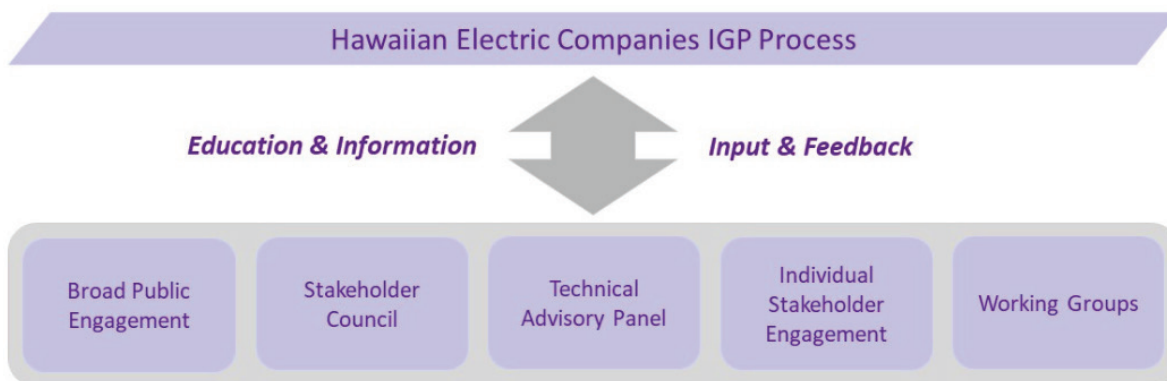 Hawaiian Electric Companies IGP Process
Education & Information
Input & Feedback
Broad Public
Engagement
Stakeholder
Council
Technical
Advisory Panel
Individual
Stakeholder
Engagement
Working Groups